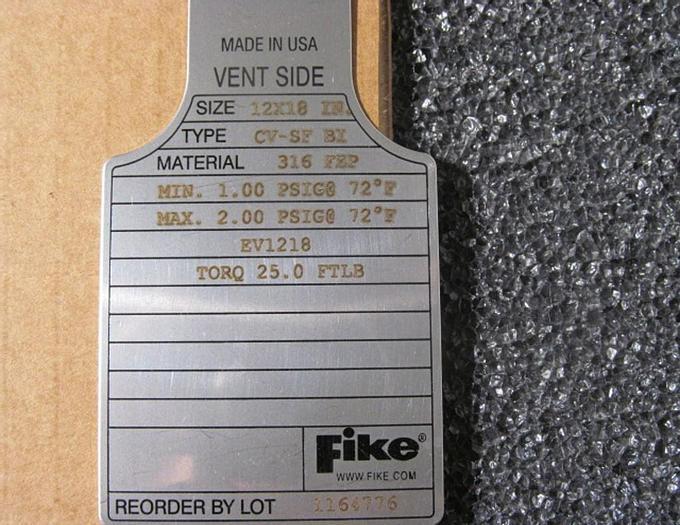 MADE IN USA
VENT SIDE
SIZE 12X18 IN.
TYPE CV-SF BI
MATERIAL 316 FEP
MIN. 1.00 PSIG@ 72°F
MAX. 2.00 PSIG@ 72°F
EV1218
TORQ 25.0 FTLB
Fike®
WWW.FIKE.COM
REORDER BY LOT 1164776